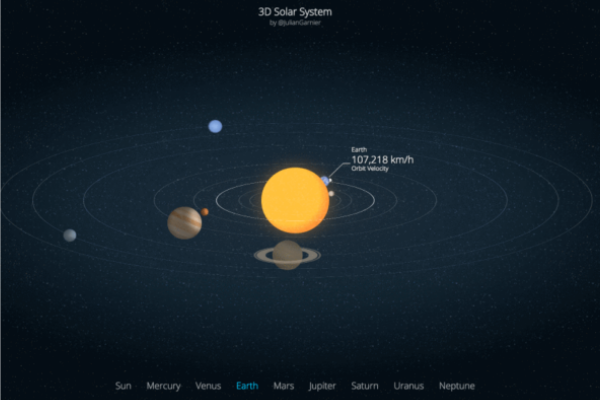 3D Solar System
by @JulianGarnier
Earth
107,218 km/h
Orbit Velocity
Sun Mercury Venus Earth Mars Jupiter Saturn Uranus Neptune